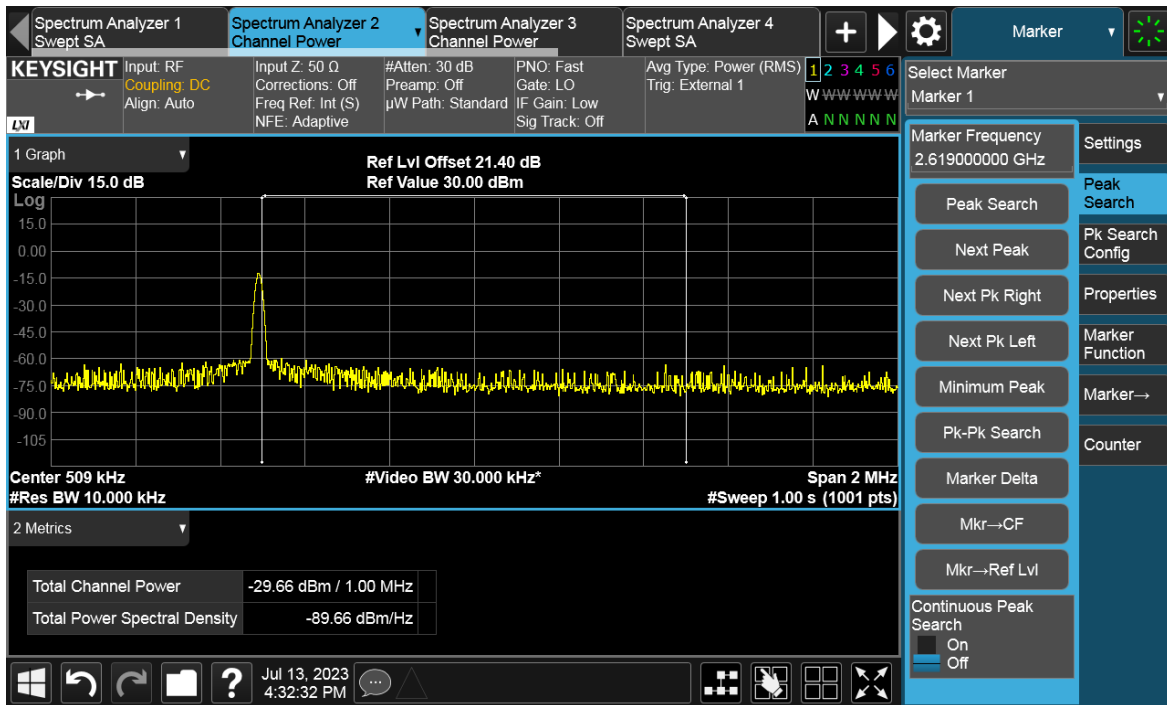 Spectrum Analyzer 1
Swept SA
Spectrum Analyzer 2
Channel Power
Spectrum Analyzer 3
Channel Power
Spectrum Analyzer 4
Swept SA
Marker
KEYSIGHT
LXI
Input: RF
Coupling: DC
Align: Auto
Input Z: 50 Ω
Corrections: Off
Freq Ref: Int (S)
NFE: Adaptive
#Atten: 30 dB
Preamp: Off
µW Path: Standard
PNO: Fast
Gate: LO
IF Gain: Low
Sig Track: Off
Avg Type: Power (RMS)
Trig: External 1
1 2 3 4 5 6
W W W W W W
A N N N N N
1 Graph
Scale/Div 15.0 dB
Ref Lvl Offset 21.40 dB
Ref Value 30.00 dBm
Log
15.0
0.00
-15.0
-30.0
-45.0
-60.0
-75.0
-90.0
-105
Center 509 kHz
#Video BW 30.000 kHz*
Span 2 MHz
#Res BW 10.000 kHz
#Sweep 1.00 s (1001 pts)
2 Metrics
Total Channel Power -29.66 dBm / 1.00 MHz
Total Power Spectral Density -89.66 dBm/Hz
?
Jul 13, 2023
4:32:32 PM
Select Marker
Marker 1
Marker Frequency
2.619000000 GHz
Peak Search
Next Peak
Next Pk Right
Next Pk Left
Minimum Peak
Pk-Pk Search
Marker Delta
Mkr→CF
Mkr→Ref Lvl
Continuous Peak
Search
On
Off
Settings
Peak
Search
Pk Search
Config
Properties
Marker
Function
Marker→
Counter